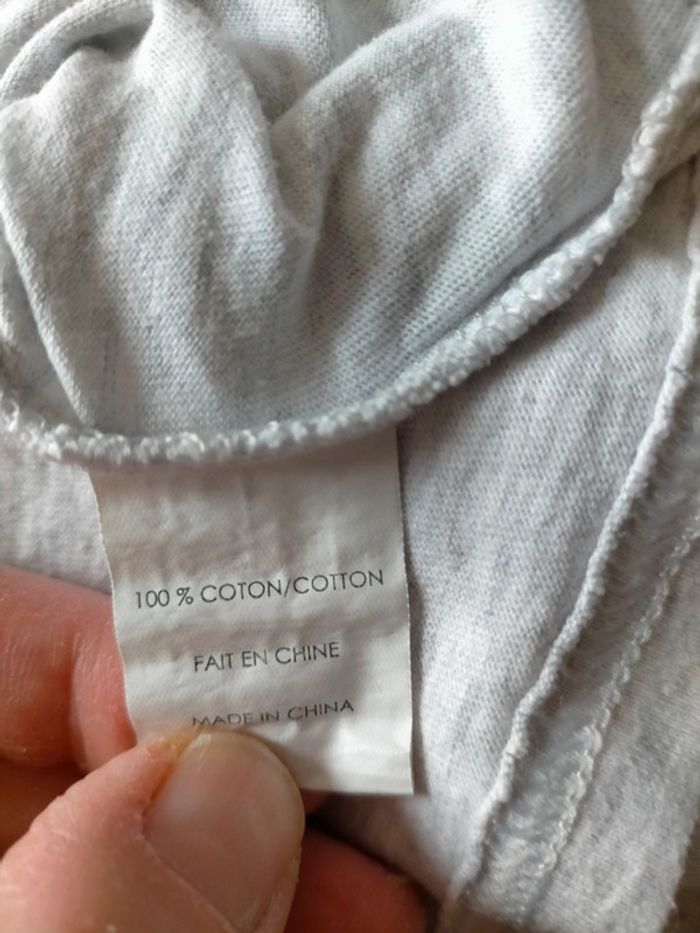 100 % COTON/COTTON
FAIT EN CHINE
MADE IN CHINA